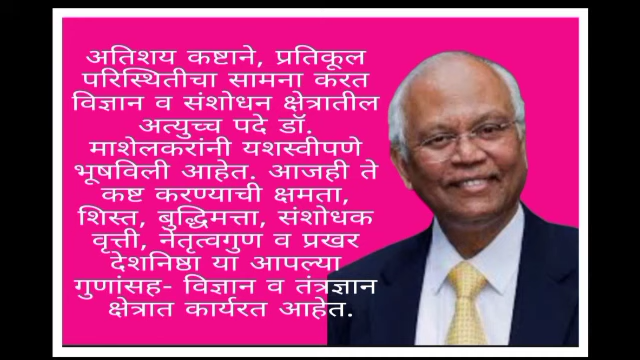 अतिशय कष्टाने, प्रतिकूल
परिस्थितीचा सामना करत
विज्ञान व संशोधन क्षेत्रातील
अत्युच्च पदे डॉ.
माशेलकरांनी यशस्वीपणे
भूषविली आहेत. आजही ते
कष्ट करण्याची क्षमता,
शिस्त, बुद्धिमत्ता, संशोधक
वृत्ती, नेतृत्वगुण व प्रखर
देशनिष्ठा या आपल्या
गुणांसह- विज्ञान व तंत्रज्ञान
क्षेत्रात कार्यरत आहेत.